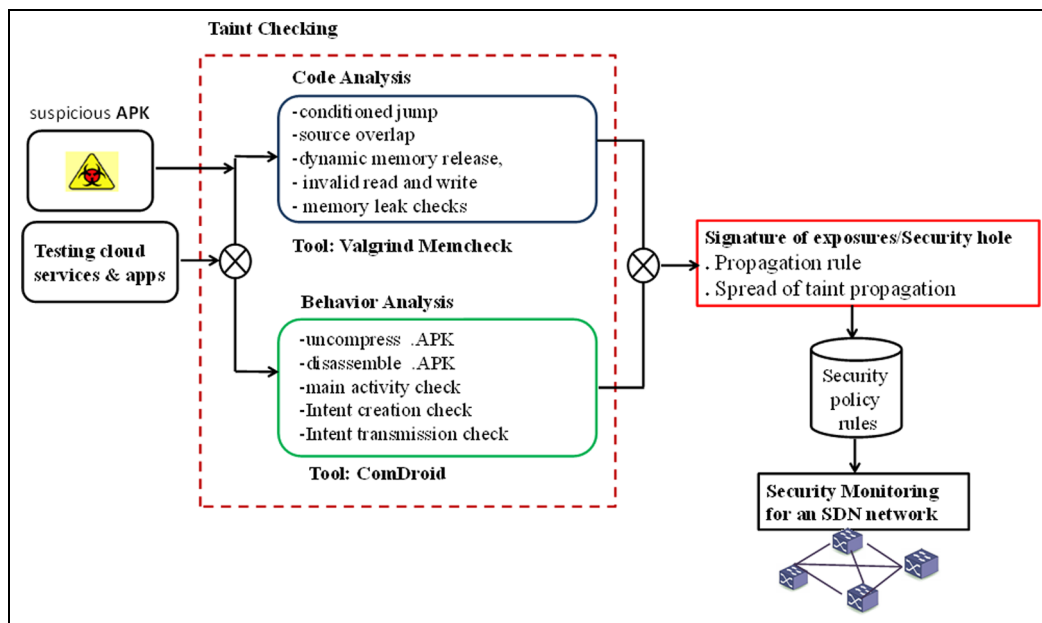 Taint Checking
Code Analysis
-conditioned jump
-source overlap
-dynamic memory release,
- invalid read and write
- memory leak checks
Tool: Valgrind Memcheck
suspicious APK
Testing cloud
services & apps
Behavior Analysis
-uncompress .APK
-disassemble .APK
-main activity check
-Intent creation check
-Intent transmission check
Tool: ComDroid
Signature of exposures/Security hole
. Propagation rule
. Spread of taint propagation
Security
policy
rules
Security Monitoring
for an SDN network